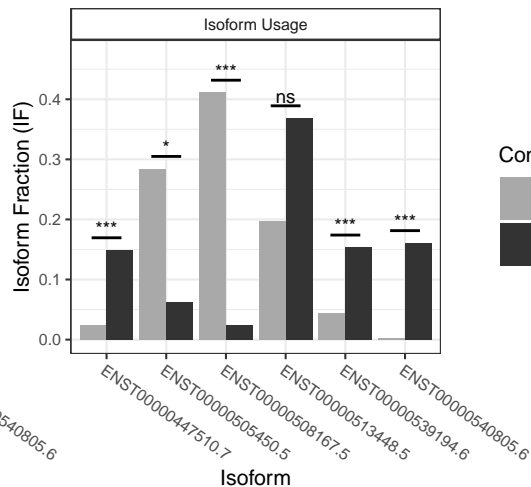 Isoform Usage
***
ns
*
***
***
***
0.4
0.3
0.2
0.1
0.0
Isoform Fraction (IF)
ENST00000447510.7
ENST00000505450.5
ENST00000508167.5
ENST00000513448.5
ENST00000539194.6
ENST00000540805.6
Isoform
540805.6
Con